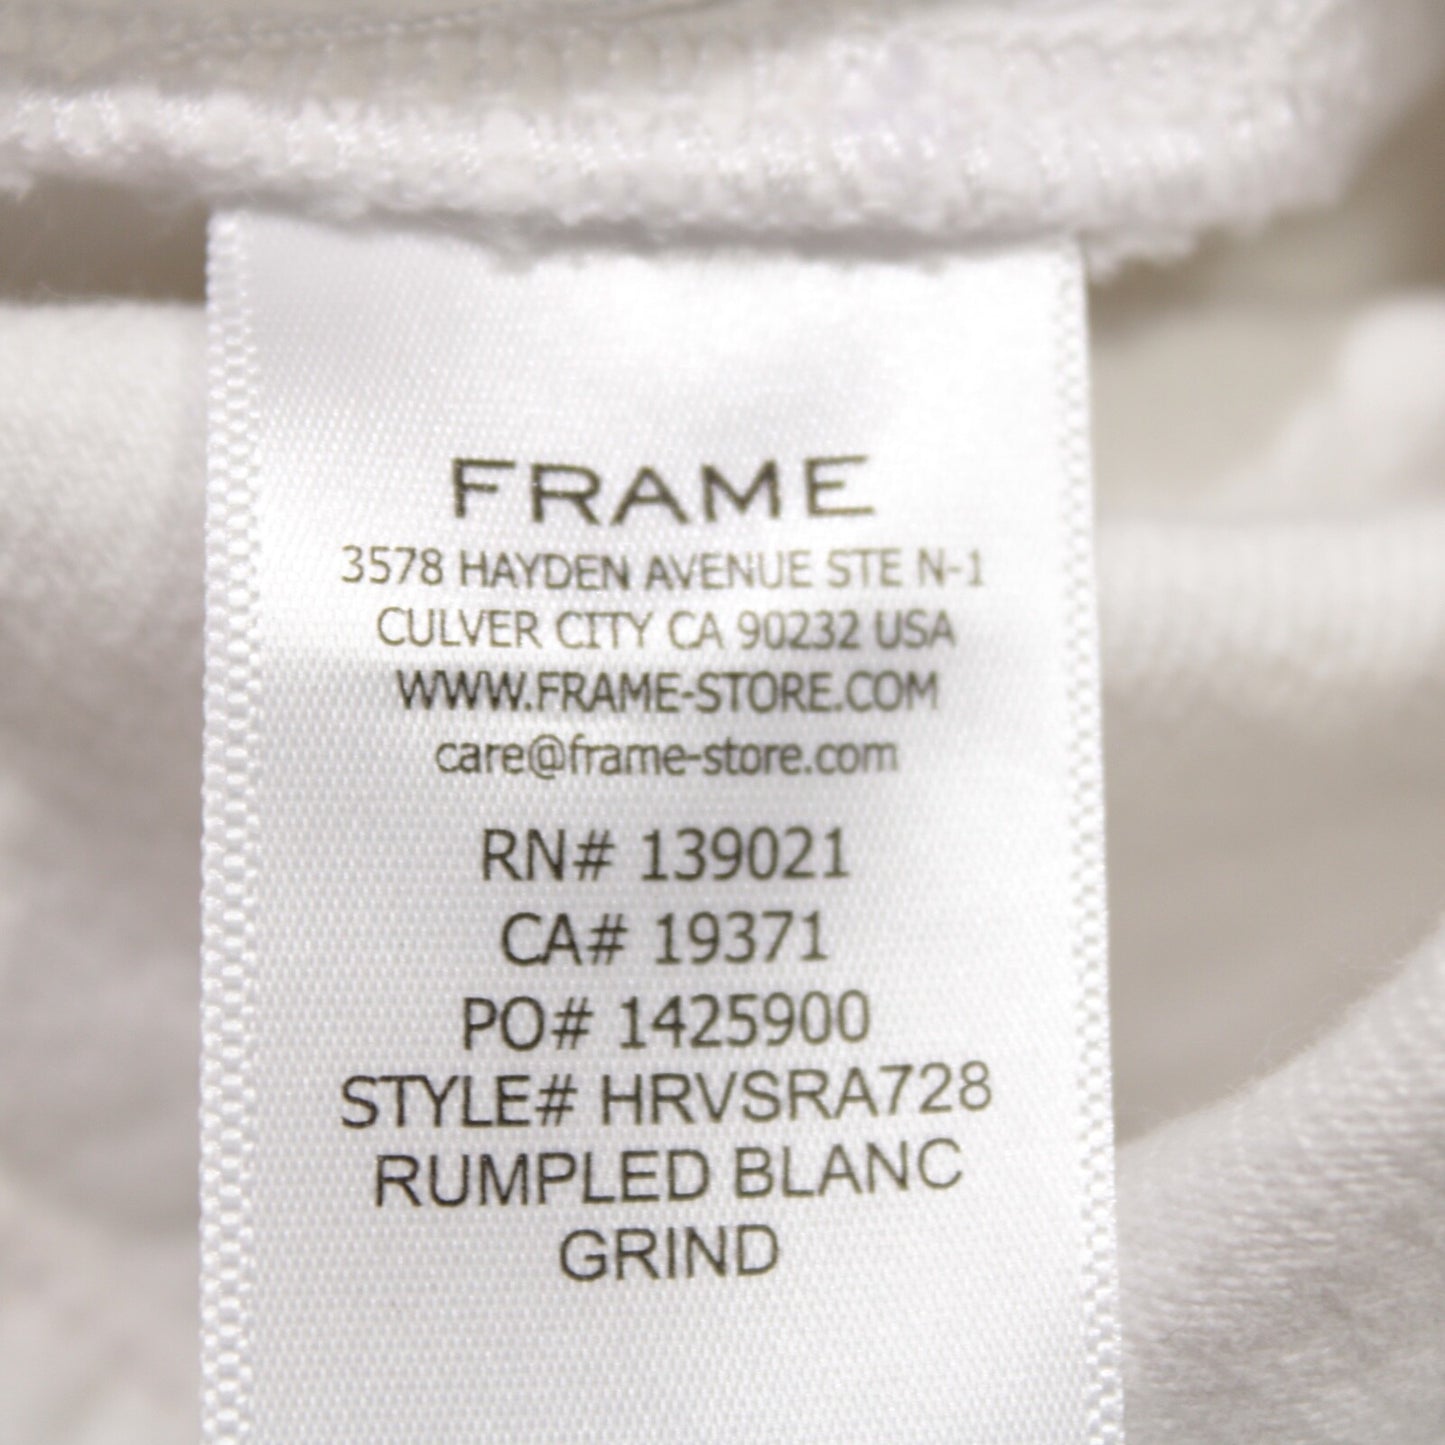 FRAME
3578 HAYDEN AVENUE STE N-1
CULVER CITY CA 90232 USA
WWW.FRAME-STORE.COM
care@frame-store.com
RN# 139021
CA# 19371
PO# 1425900
STYLE# HRVSRA728
RUMPLED BLANC
GRIND